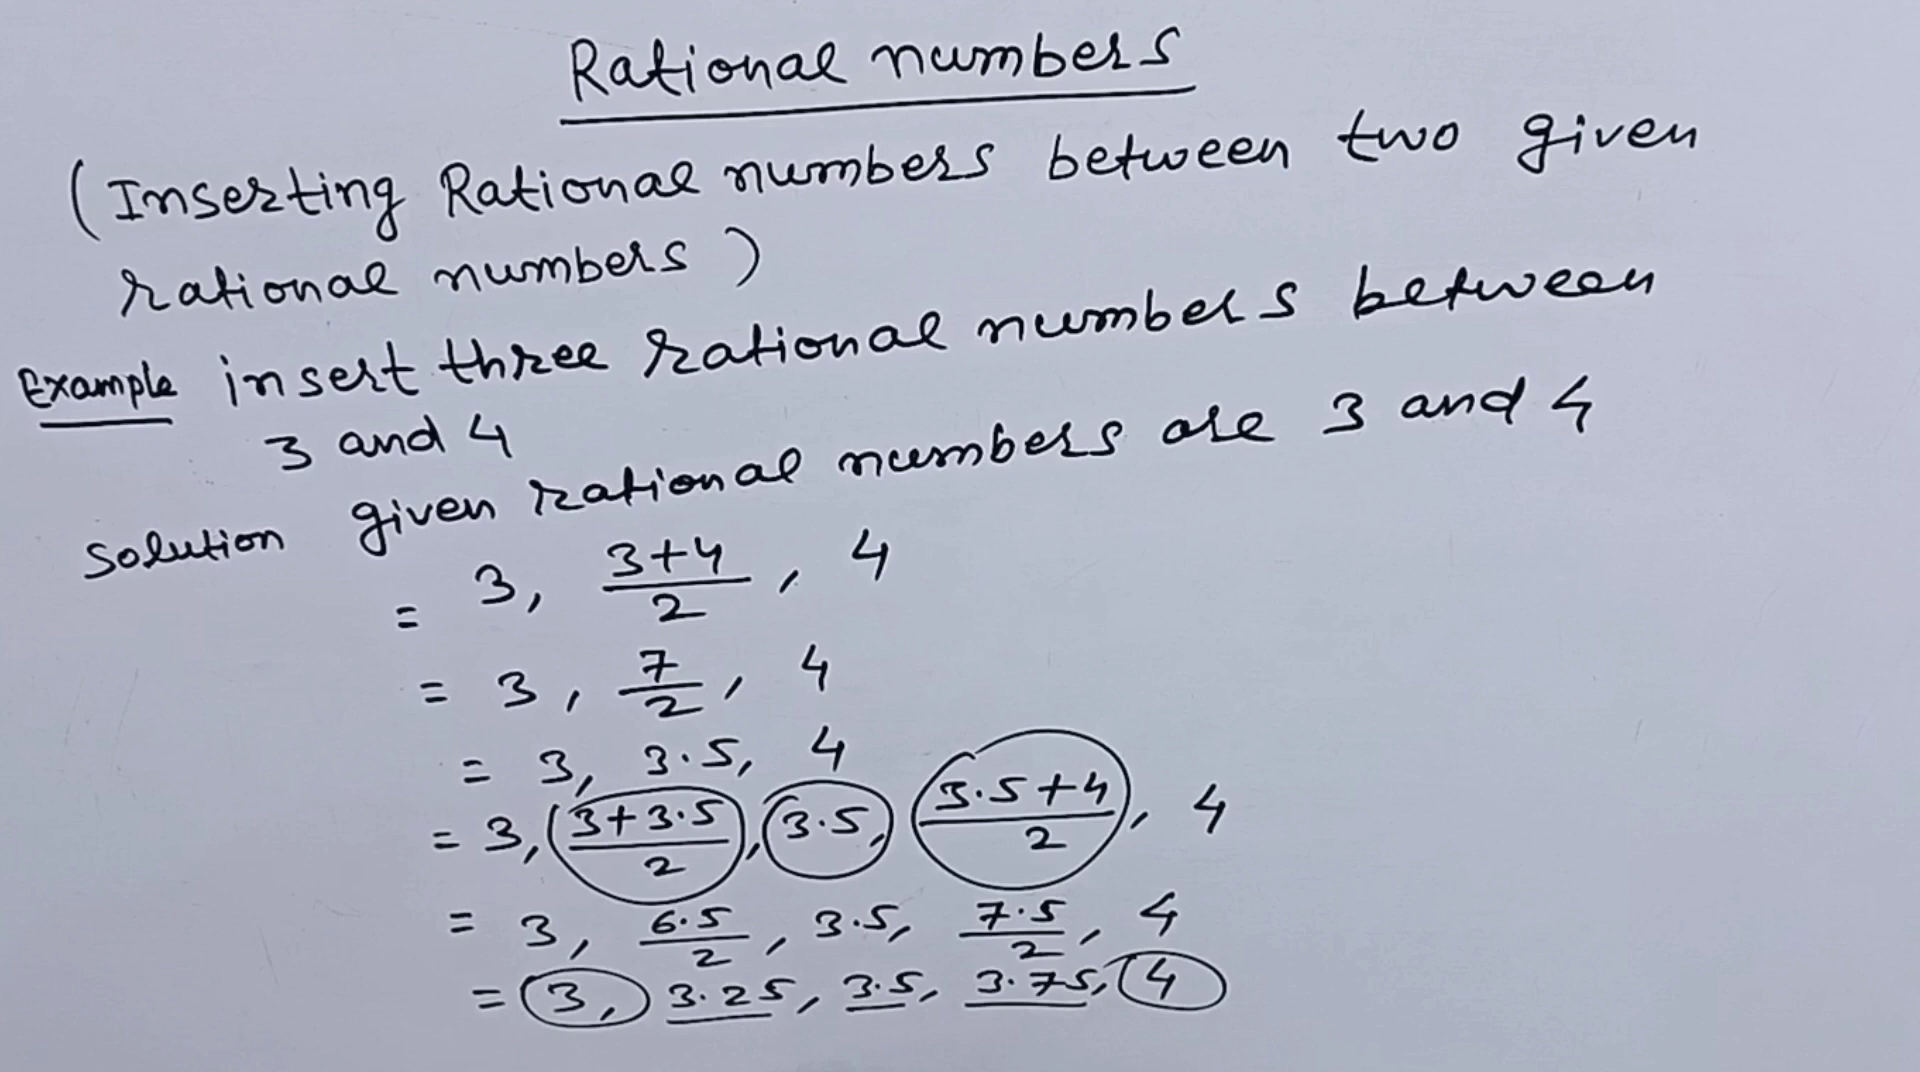 Rational numbers
(Inserting Rational numbers between two given
rational numbers)
Example insert three rational numbers between
3 and 4
Solution given rational numbers are 3 and 4
= 3, 3+4/2, 4
= 3, 7/2, 4
= 3, 3.5, 4
= 3, 3+3.5/2, 3.5, 3.5+4/2, 4
= 3, 6.5/2, 3.5, 7.5/2, 4
= 3, 3.25, 3.5, 3.75, 4